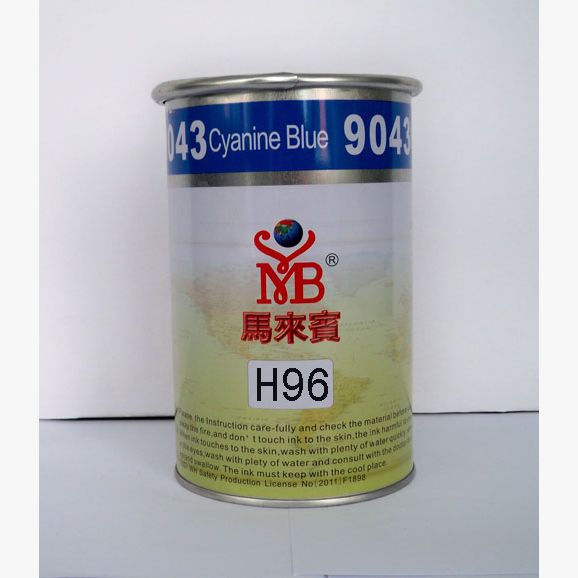 043 Cyanine Blue 9043
MB®
馬來賓
H96
the Instruction care-fully and check the material before
the fire,and don't touch ink to the skin,the ink harmful
ink touches to the skin,wash with plenty of water quickly
the eyes,wash with plety of water and consult with the
and swallow. The ink must keep with the cool place.
Safety Production License No[2011]F1898